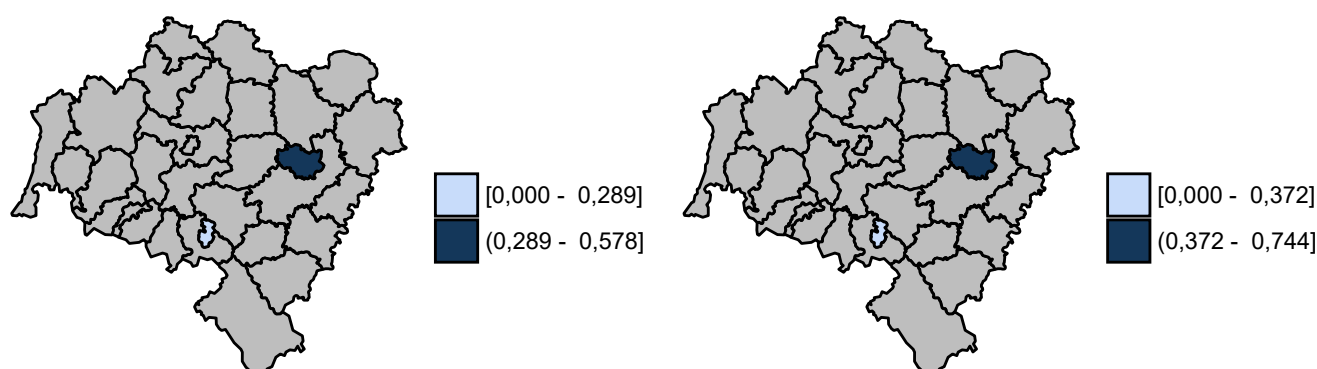 [0,000 - 0,289]
(0,289 - 0,578]
[0,000 - 0,372]
(0,372 - 0,744]